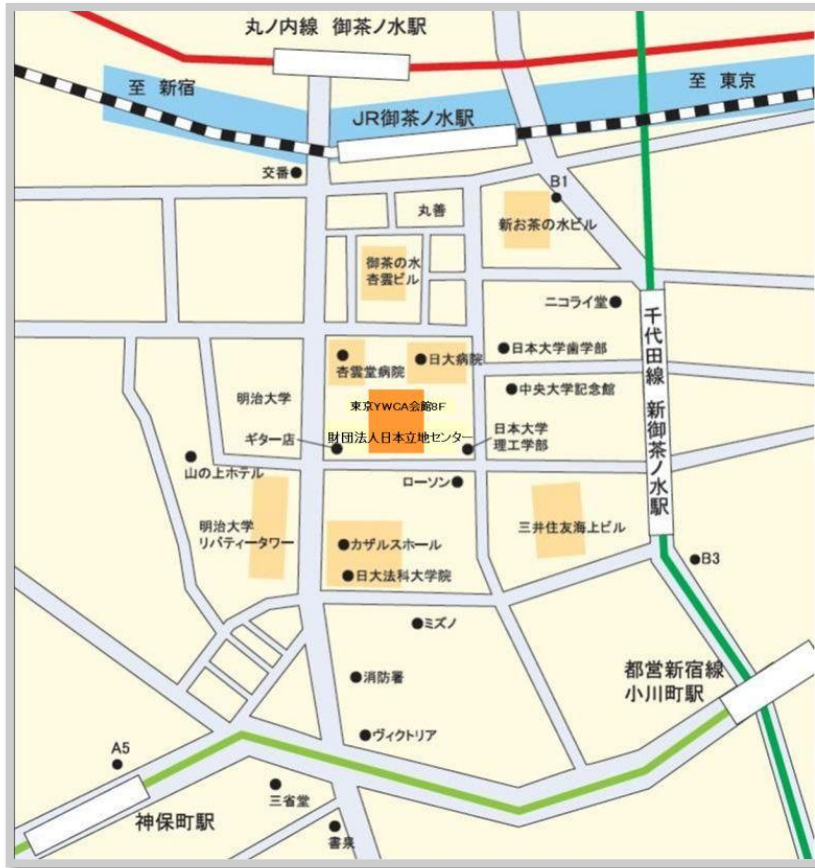 丸ノ内線 御茶ノ水駅
至 新宿
至 東京
JR御茶ノ水駅
交番
B1
丸善
新お茶の水ビル
御茶の水
杏雲ビル
ニコライ堂
千代田線 新御茶ノ水駅
日本大学歯学部
杏雲堂病院
日大病院
中央大学記念館
明治大学
東京YWCA会館8F
ギター店
財団法人日本立地センター
日本大学
理工学部
山の上ホテル
ローソン
明治大学
リバティータワー
三井住友海上ビル
カザルスホール
日大法科大学院
B3
ミズノ
消防署
都営新宿線
小川町駅
ヴィクトリア
A5
三省堂
神保町駅
書泉